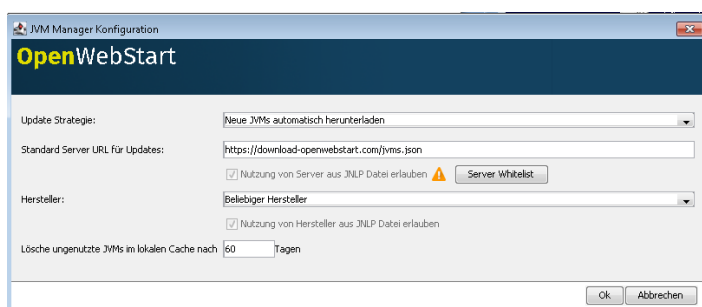 JVM Manager Konfiguration
OpenWebStart
Update Strategie: Neue JVMs automatisch herunterladen
Standard Server URL für Updates: https://download-openwebstart.com/jvms.json
Nutzung von Server aus JNLP Datei erlauben Server Whitelist
Hersteller: Beliebiger Hersteller
Nutzung von Hersteller aus JNLP Datei erlauben
Lösche ungenutzte JVMs im lokalen Cache nach 60 Tagen
Ok Abbrechen